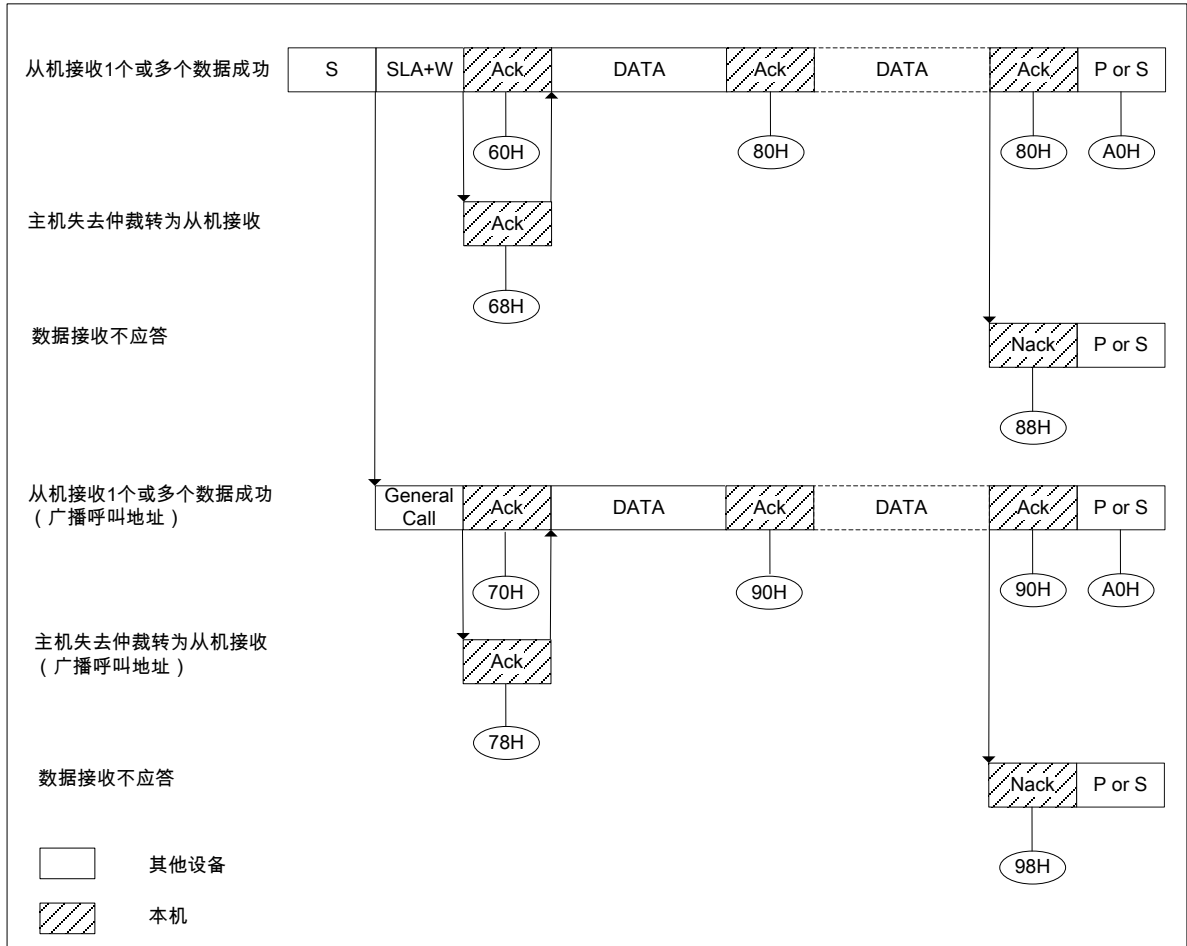 从机接收1个或多个数据成功 S SLA+W Ack DATA Ack DATA Ack P or S
60H 80H 80H A0H
主机失去仲裁转为从机接收 Ack
68H
数据接收不应答 Nack P or S
88H
从机接收1个或多个数据成功
（广播呼叫地址）
General
Call
Ack DATA Ack DATA Ack P or S
70H 90H 90H A0H
主机失去仲裁转为从机接收
（广播呼叫地址）
Ack
78H
数据接收不应答 Nack P or S
98H
其他设备
本机